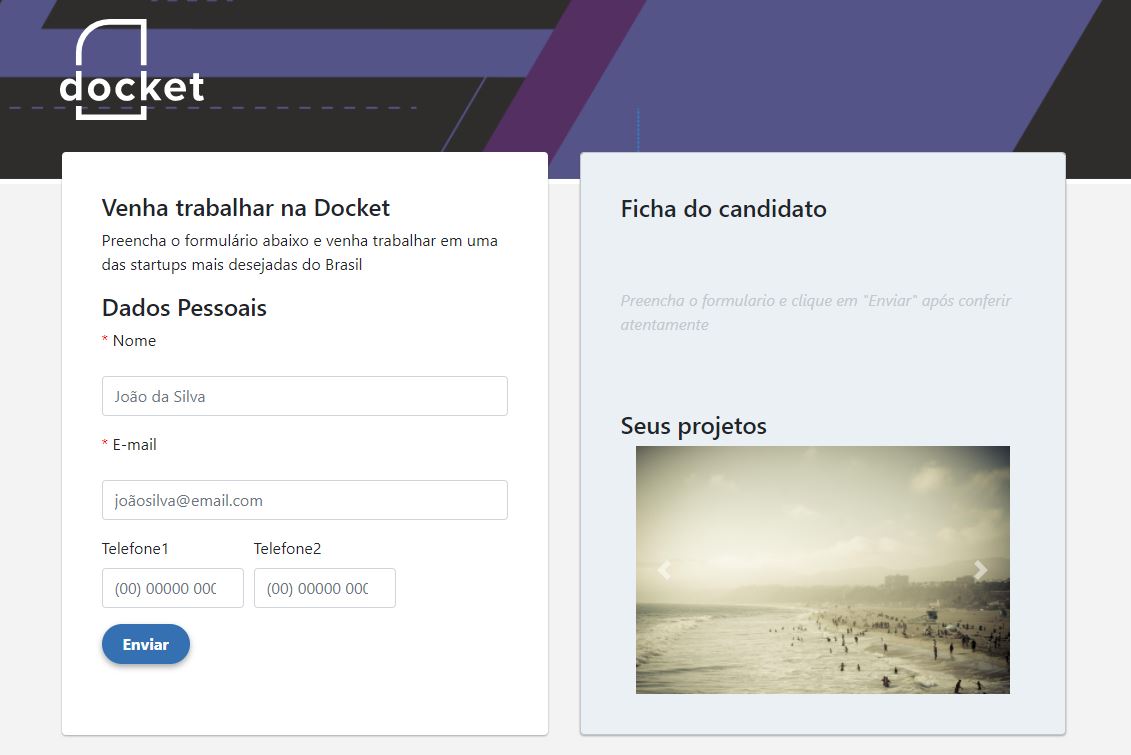 docket
Venha trabalhar na Docket
Preencha o formulário abaixo e venha trabalhar em uma
das startups mais desejadas do Brasil
Dados Pessoais
* Nome
João da Silva
* E-mail
joãosilva@email.com
Telefone1 Telefone2
(00) 00000 000 (00) 00000 000
Enviar
Ficha do candidato
Preencha o formulario e clique em "Enviar" após conferir
atentamente
Seus projetos